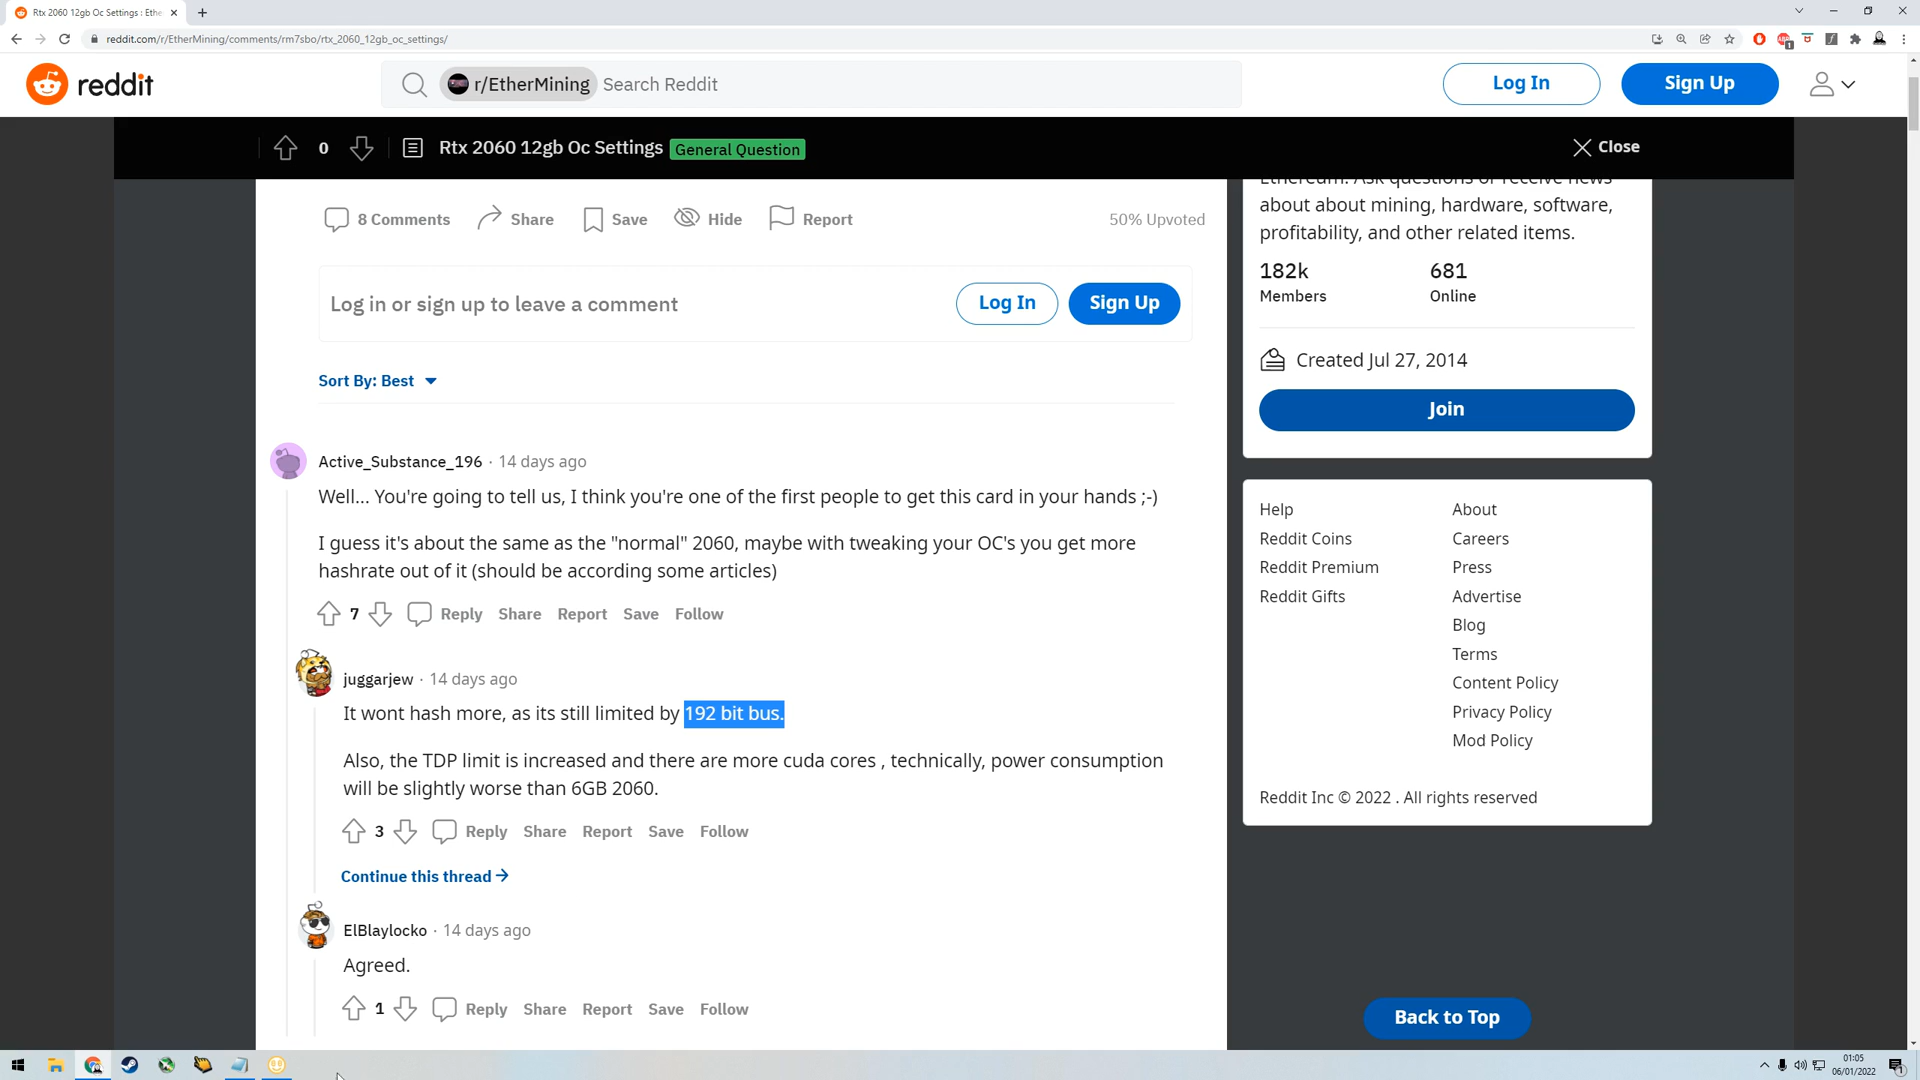 Rtx 2060 12gb Oc Settings : Ethe
reddit.com/r/EtherMining/comments/rm7sbo/rtx_2060_12gb_oc_settings/
reddit
r/EtherMining
Search Reddit
Log In
Sign Up
0
Rtx 2060 12gb Oc Settings
General Question
Close
8 Comments
Share
Save
Hide
Report
50% Upvoted
Log in or sign up to leave a comment
Log In
Sign Up
Sort By: Best
Active_Substance_196 · 14 days ago
Well... You're going to tell us, I think you're one of the first people to get this card in your hands ;-)
I guess it's about the same as the "normal" 2060, maybe with tweaking your OC's you get more
hashrate out of it (should be according some articles)
7
Reply
Share
Report
Save
Follow
juggarjew · 14 days ago
It wont hash more, as its still limited by 192 bit bus.
Also, the TDP limit is increased and there are more cuda cores , technically, power consumption
will be slightly worse than 6GB 2060.
3
Reply
Share
Report
Save
Follow
Continue this thread
ElBlaylocko · 14 days ago
Agreed.
1
Reply
Share
Report
Save
Follow
Ethereum. Ask questions or receive news
about about mining, hardware, software,
profitability, and other related items.
182k
Members
681
Online
Created Jul 27, 2014
Join
Help
Reddit Coins
Reddit Premium
Reddit Gifts
About
Careers
Press
Advertise
Blog
Terms
Content Policy
Privacy Policy
Mod Policy
Reddit Inc © 2022 . All rights reserved
Back to Top
01:05
06/01/2022